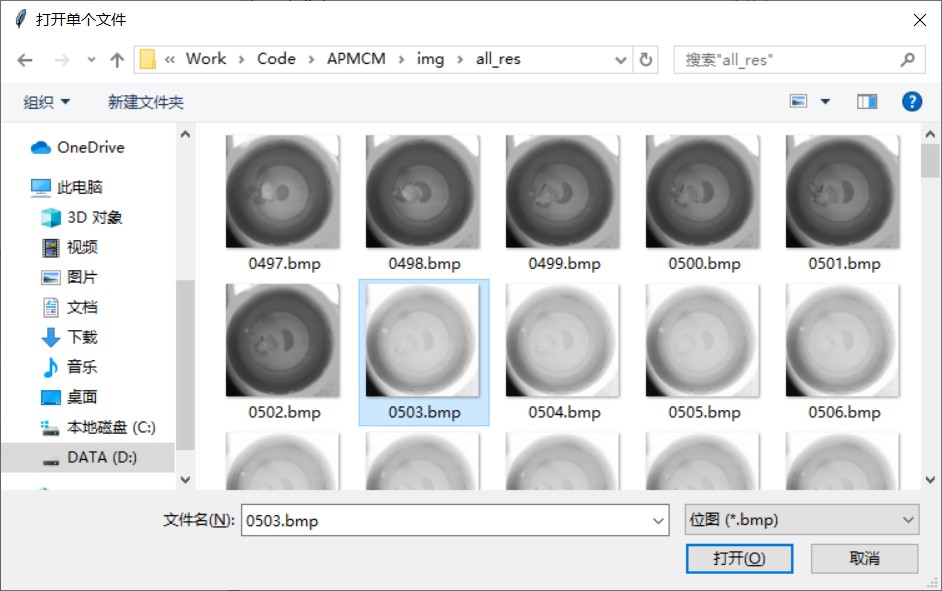 打开单个文件
« Work › Code › APMCM › img › all_res
搜索"all_res"
组织
新建文件夹
?
OneDrive
此电脑
3D 对象
视频
图片
文档
下载
音乐
桌面
本地磁盘 (C:)
DATA (D:)
0497.bmp
0498.bmp
0499.bmp
0500.bmp
0501.bmp
0502.bmp
0503.bmp
0504.bmp
0505.bmp
0506.bmp
文件名(N):
0503.bmp
位图 (*.bmp)
打开(O)
取消